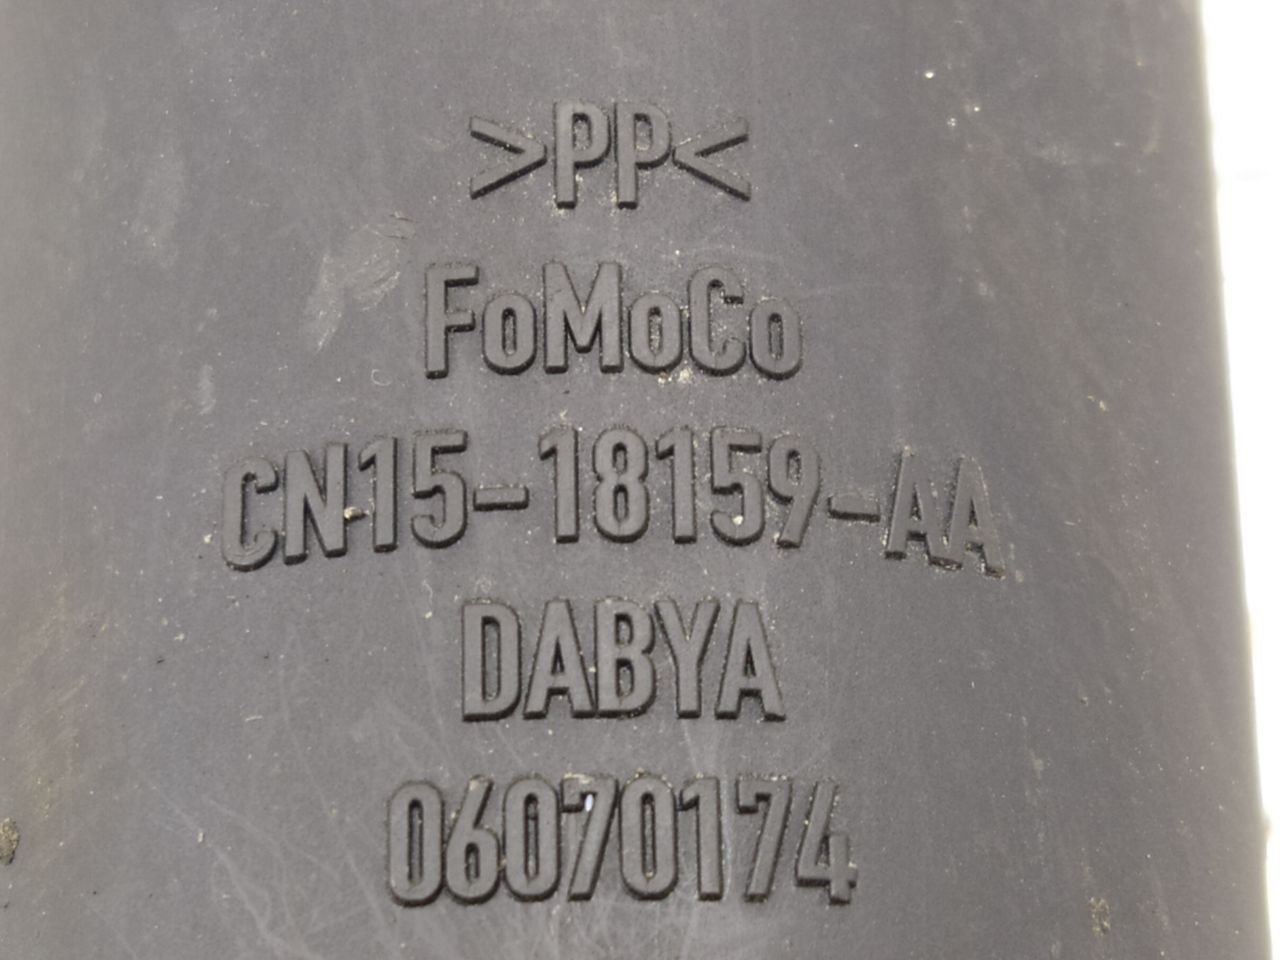 >PP<
FoMoCo
CN15-18159-AA
DABYA
06070174